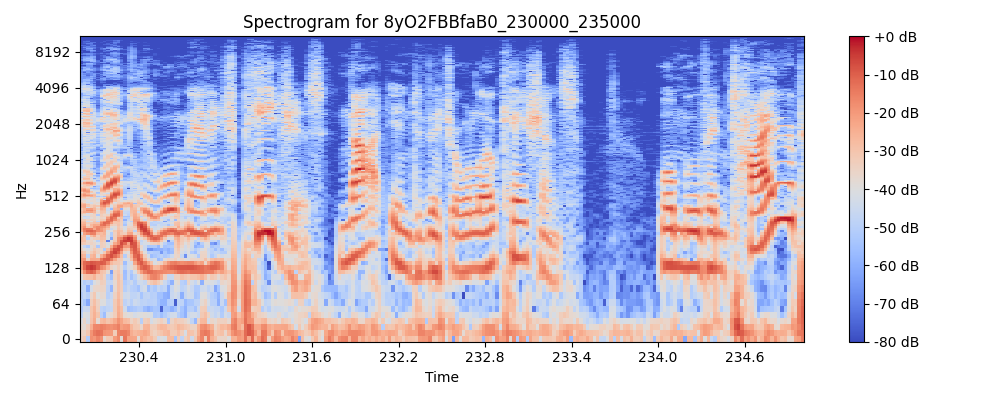 Spectrogram for 8yO2FBBfaB0_230000_235000
8192
4096
2048
1024
512
256
128
64
0
Hz
230.4 231.0 231.6 232.2 232.8 233.4 234.0 234.6
Time
+0 dB
-10 dB
-20 dB
-30 dB
-40 dB
-50 dB
-60 dB
-70 dB
-80 dB